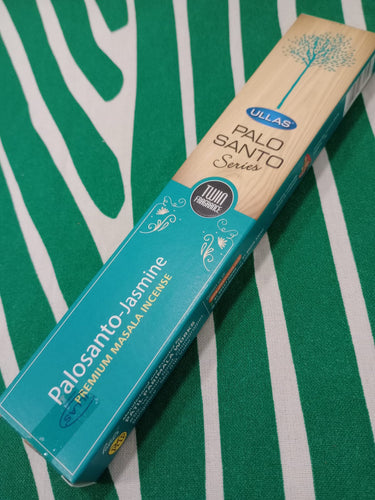 ULLAS
PALO
SANTO
Series
TWIN
FRAGRANCE
Palosanto-Jasmine
PREMIUM MASALA INCENSE